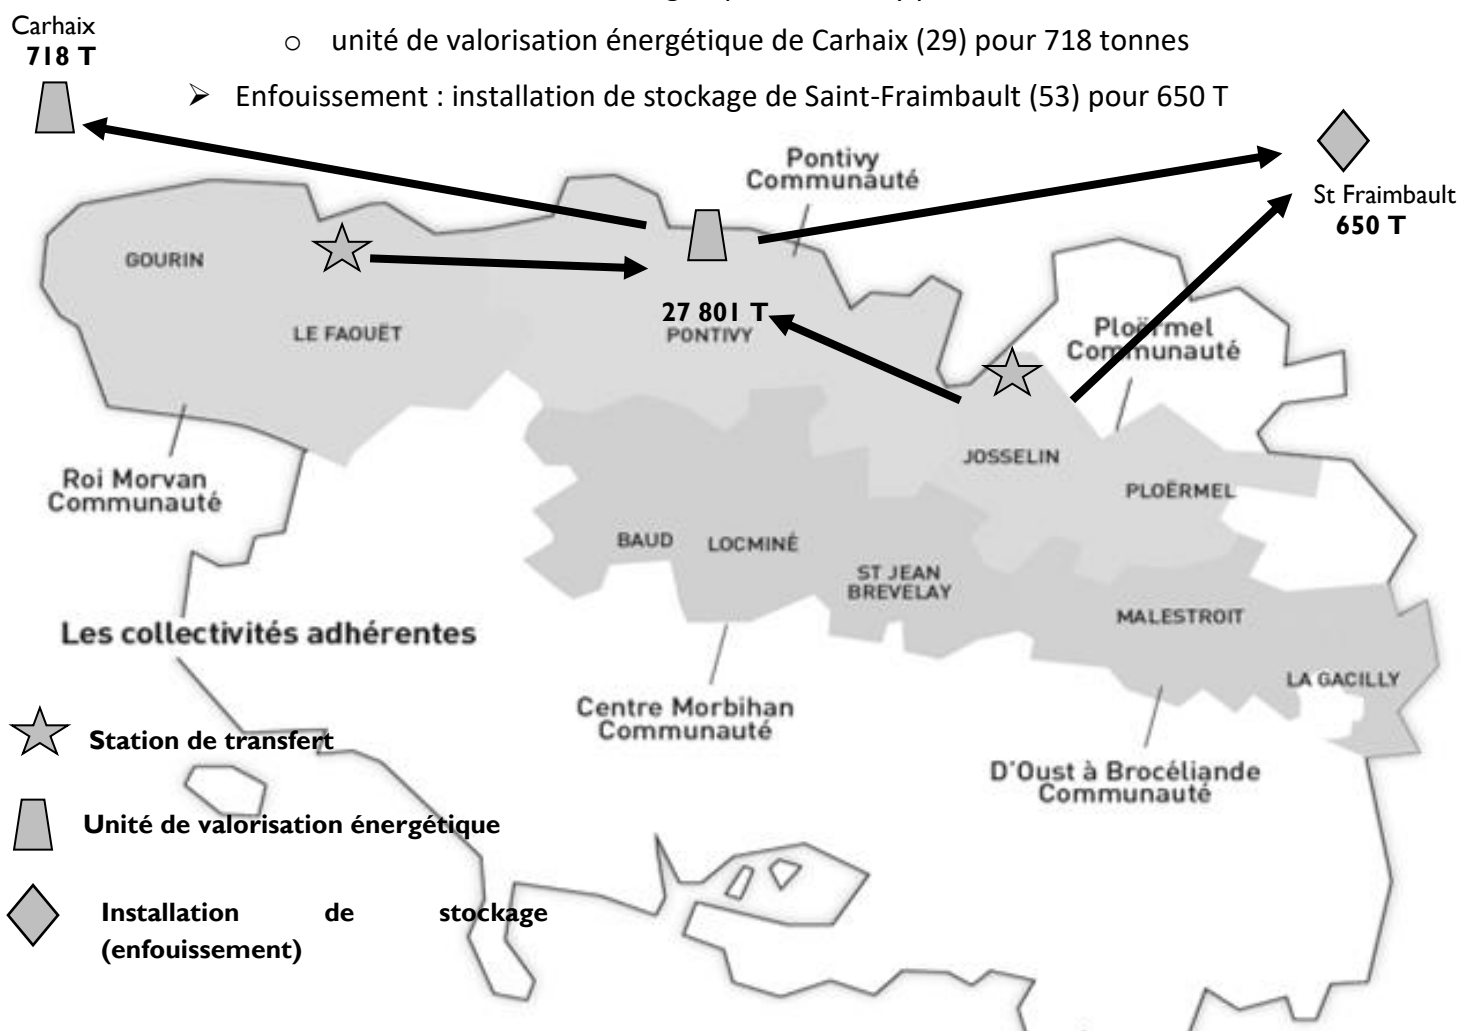 Carhaix
718 T
o unité de valorisation énergétique de Carhaix (29) pour 718 tonnes
➢ Enfouissement : installation de stockage de Saint-Fraimbault (53) pour 650 T
Pontivy
Communauté
St Fraimbault
650 T
GOURIN
27 801 T
LE FAOUËT
PONTIVY
Ploërmel
Communauté
JOSSELIN
Roi Morvan
Communauté
PLOËRMEL
BAUD
LOCMINÉ
ST JEAN
BREVELAY
MALESTROIT
Les collectivités adhérentes
LA GACILLY
Centre Morbihan
Communauté
Station de transfert
D'Oust à Brocéliande
Communauté
Unité de valorisation énergétique
Installation de stockage
(enfouissement)